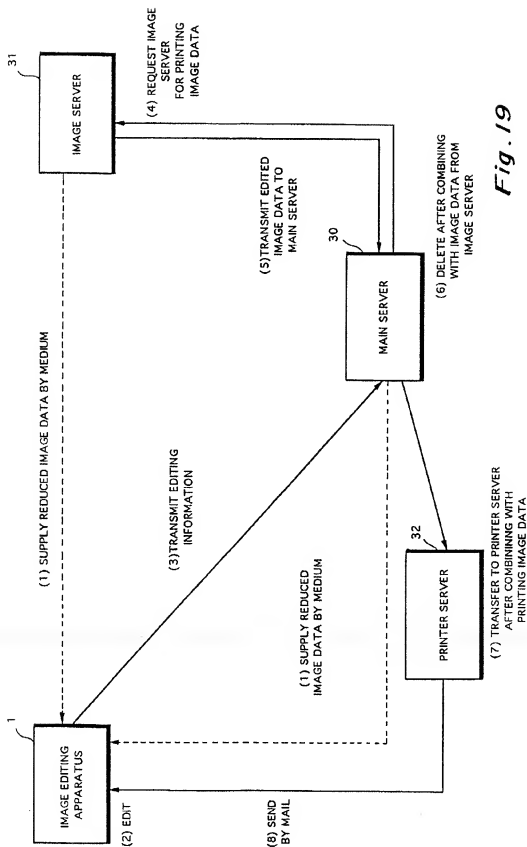 31
IMAGE SERVER
(4) REQUEST IMAGE
SERVER
FOR PRINTING
IMAGE DATA
(1) SUPPLY REDUCED IMAGE DATA BY MEDIUM
(5)TRANSMIT EDITED
IMAGE DATA TO
MAIN SERVER
30
MAIN SERVER
(6) DELETE AFTER COMBINING
WITH IMAGE DATA FROM
IMAGE SERVER
(3)TRANSMIT EDITING
INFORMATION
(1) SUPPLY REDUCED
IMAGE DATA BY MEDIUM
32
PRINTER SERVER
(7) TRANSFER TO PRINTER SERVER
AFTER COMBININING WITH
PRINTING IMAGE DATA
1
IMAGE EDITING
APPARATUS
(2) EDIT
(8) SEND
BY MAIL
Fig. 19